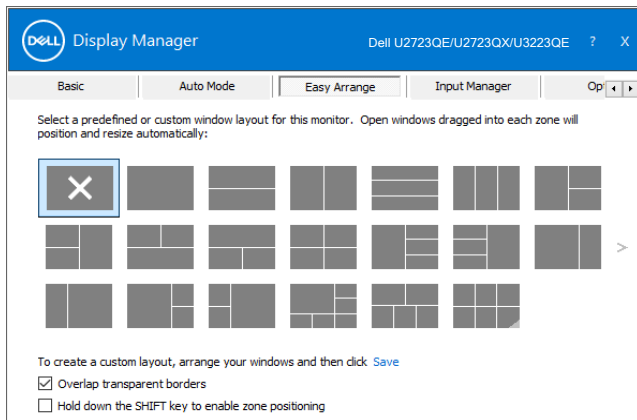 DELL Display Manager Dell U2723QE/U2723QX/U3223QE ? X
Basic Auto Mode Easy Arrange Input Manager
Select a predefined or custom window layout for this monitor. Open windows dragged into each zone will
position and resize automatically:
To create a custom layout, arrange your windows and then click Save
Overlap transparent borders
Hold down the SHIFT key to enable zone positioning